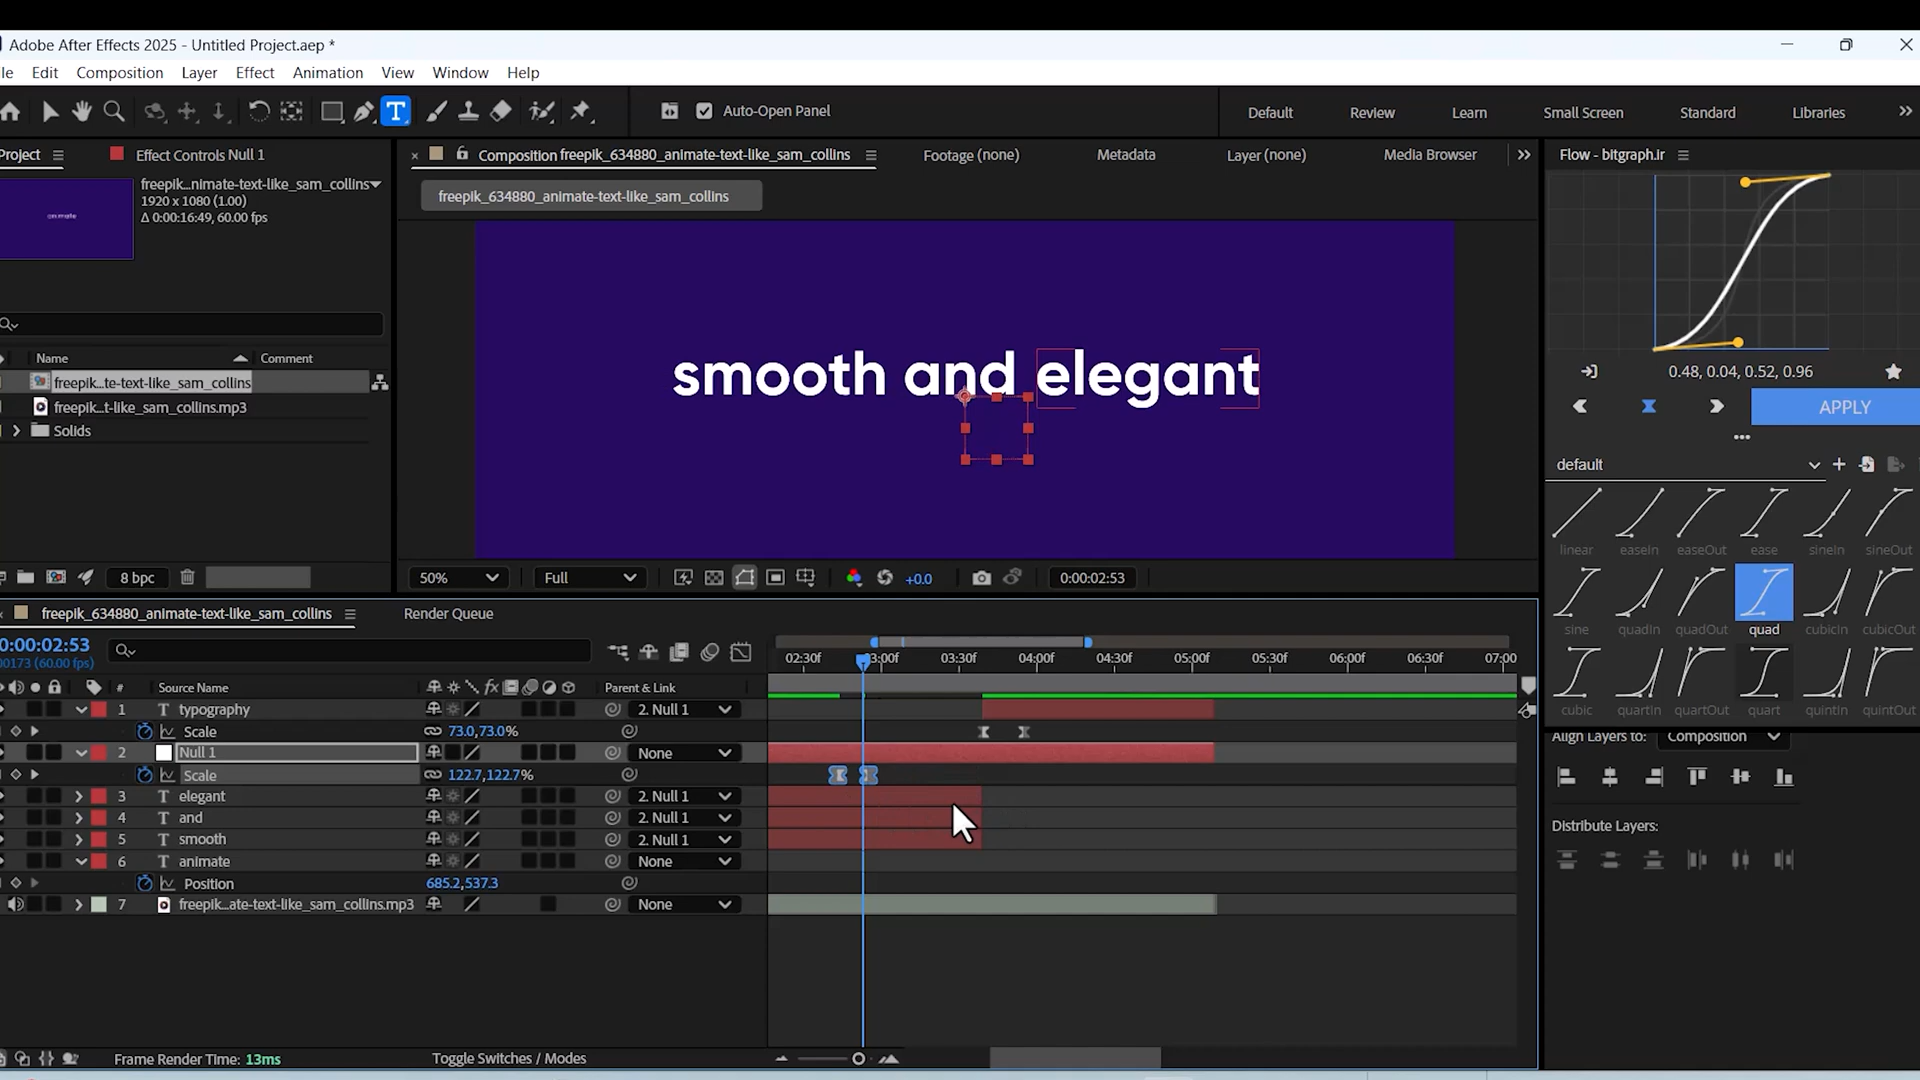 Adobe After Effects 2025 - Untitled Project.aep *
le Edit Composition Layer Effect Animation View Window Help
T Auto-Open Panel Default Review Learn Small Screen Standard Libraries
Project
Effect Controls Null 1
freepik...nimate-text-like_sam_collins
1920 x 1080 (1.00)
Δ 0:00:16:49, 60.00 fps
animate
Name Comment
freepik...te-text-like_sam_collins
freepik...t-like_sam_collins.mp3
Solids
8 bpc
Composition freepik_634880_animate-text-like_sam_collins
Footage (none) Metadata Layer (none) Media Browser
freepik_634880_animate-text-like_sam_collins
smooth and elegant
50% Full +0.0 0:00:02:53
Flow - bitgraph.ir
0.48, 0.04, 0.52, 0.96
APPLY
default
linear easeIn easeOut ease sineIn sineOut
sine quadIn quadOut quad cubicIn cubicOut
cubic quartIn quartOut quart quintIn quintOut
Align Layers to: Composition
Distribute Layers:
freepik_634880_animate-text-like_sam_collins
Render Queue
0:00:02:53
00173 (60.00 fps)
02:30f 03:00f 03:30f 04:00f 04:30f 05:00f 05:30f 06:00f 06:30f 07:00
# Source Name fx Parent & Link
1 T typography 2. Null 1
Scale 73.0,73.0%
2 Null 1 None
Scale 122.7,122.7%
3 T elegant 2. Null 1
4 T and 2. Null 1
5 T smooth 2. Null 1
6 T animate None
Position 685.2,537.3
7 freepik...ate-text-like_sam_collins.mp3 None
Frame Render Time: 13ms
Toggle Switches / Modes